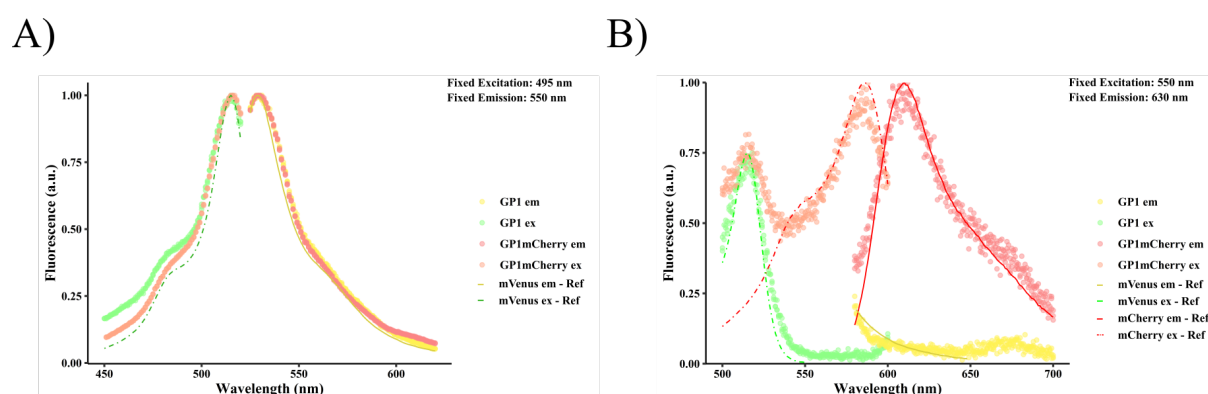 A)
Fixed Excitation: 495 nm
Fixed Emission: 550 nm
1.00
0.75
0.50
0.25
0.00
Fluorescence (a.u.)
450
500
550
600
Wavelength (nm)
GP1 em
GP1 ex
GP1mCherry em
GP1mCherry ex
mVenus em - Ref
mVenus ex - Ref
B)
Fixed Excitation: 550 nm
Fixed Emission: 630 nm
1.00
0.75
0.50
0.25
0.00
Fluorescence (a.u.)
500
550
600
650
700
Wavelength (nm)
GP1 em
GP1 ex
GP1mCherry em
GP1mCherry ex
mVenus em - Ref
mVenus ex - Ref
mCherry em - Ref
mCherry ex - Ref